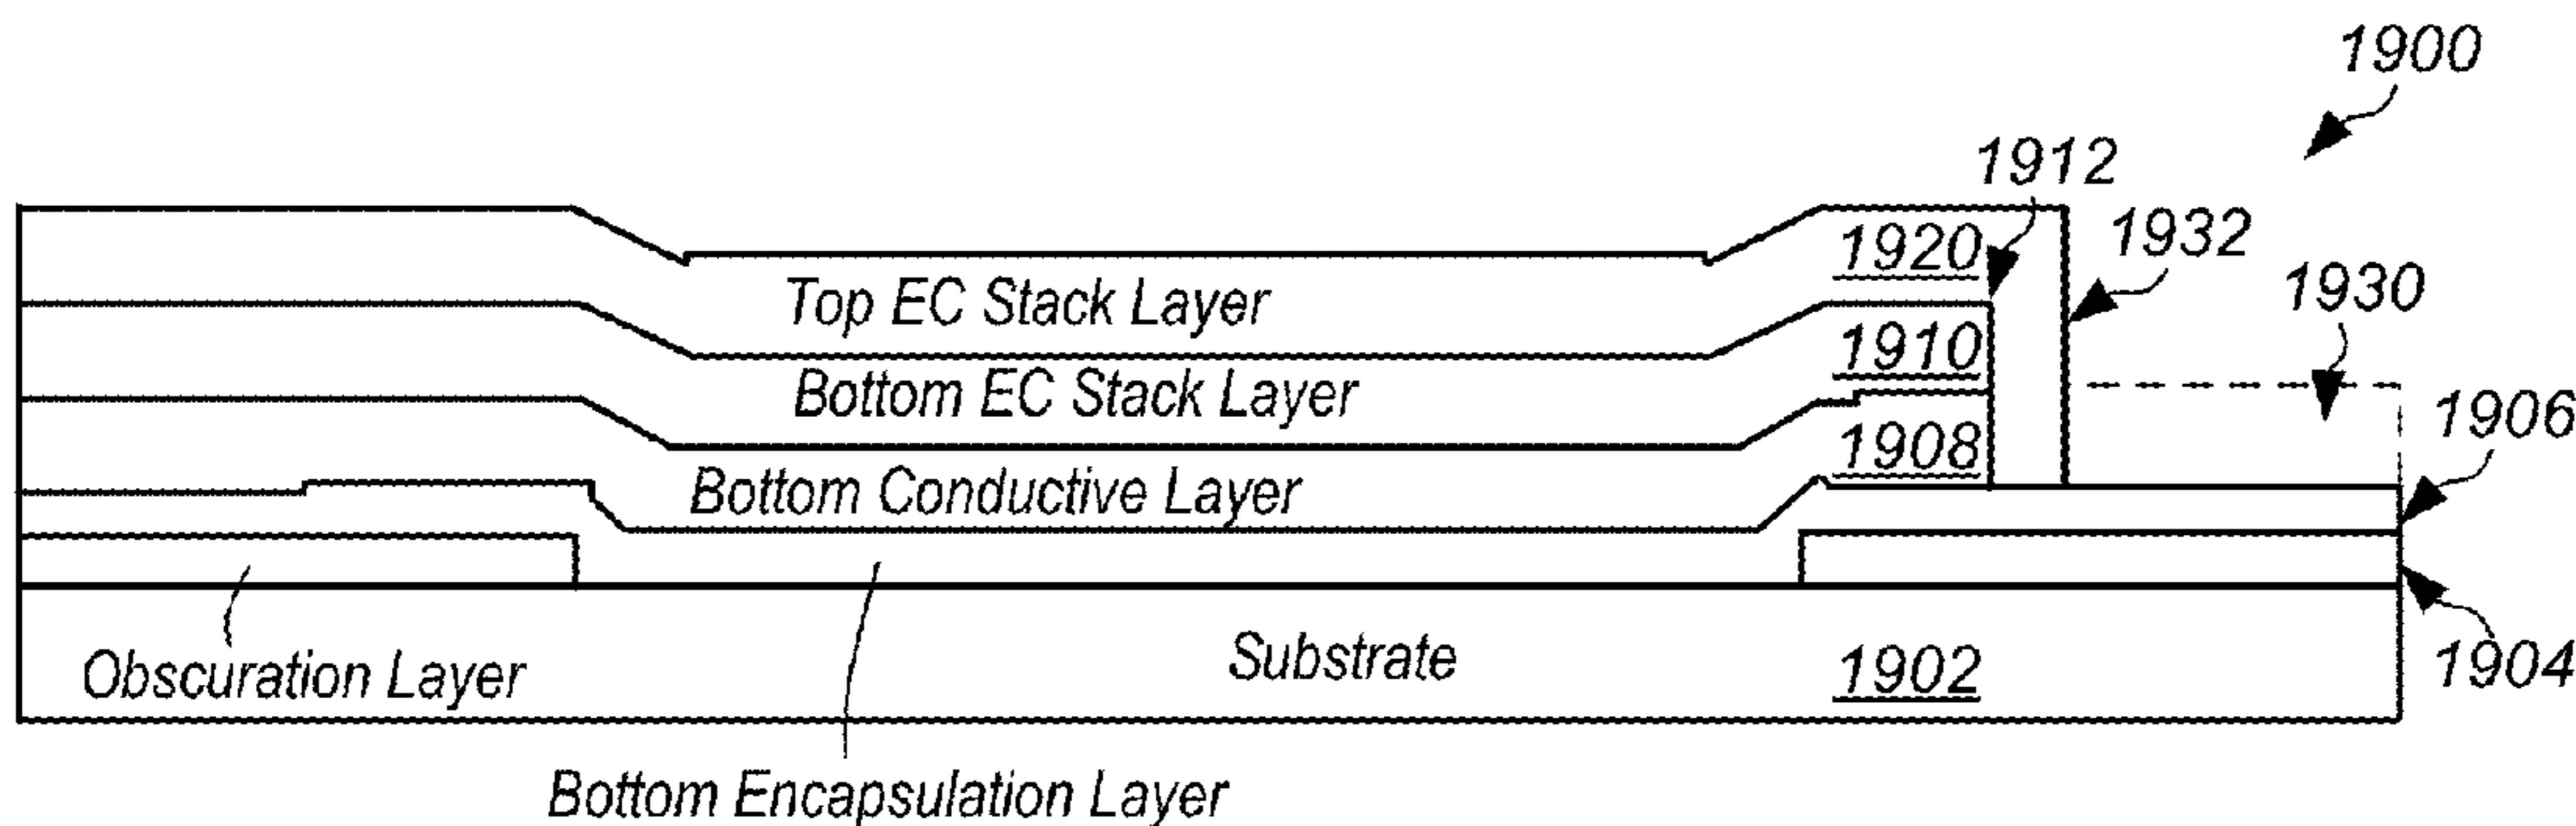 1900
1912
1920
1932
Top EC Stack Layer
1930
1910
Bottom EC Stack Layer
1906
1908
Bottom Conductive Layer
Substrate
1902
1904
Obscuration Layer
Bottom Encapsulation Layer